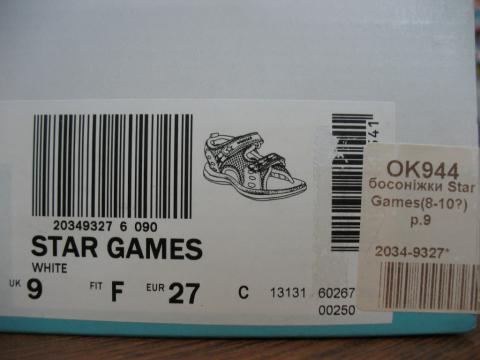 20349327 6 090
STAR GAMES
WHITE
UK 9 FIT F EUR 27 C 13131 60267
00250
OK944
босоніжки Star
Games(8-10?)
р.9
2034-9327*